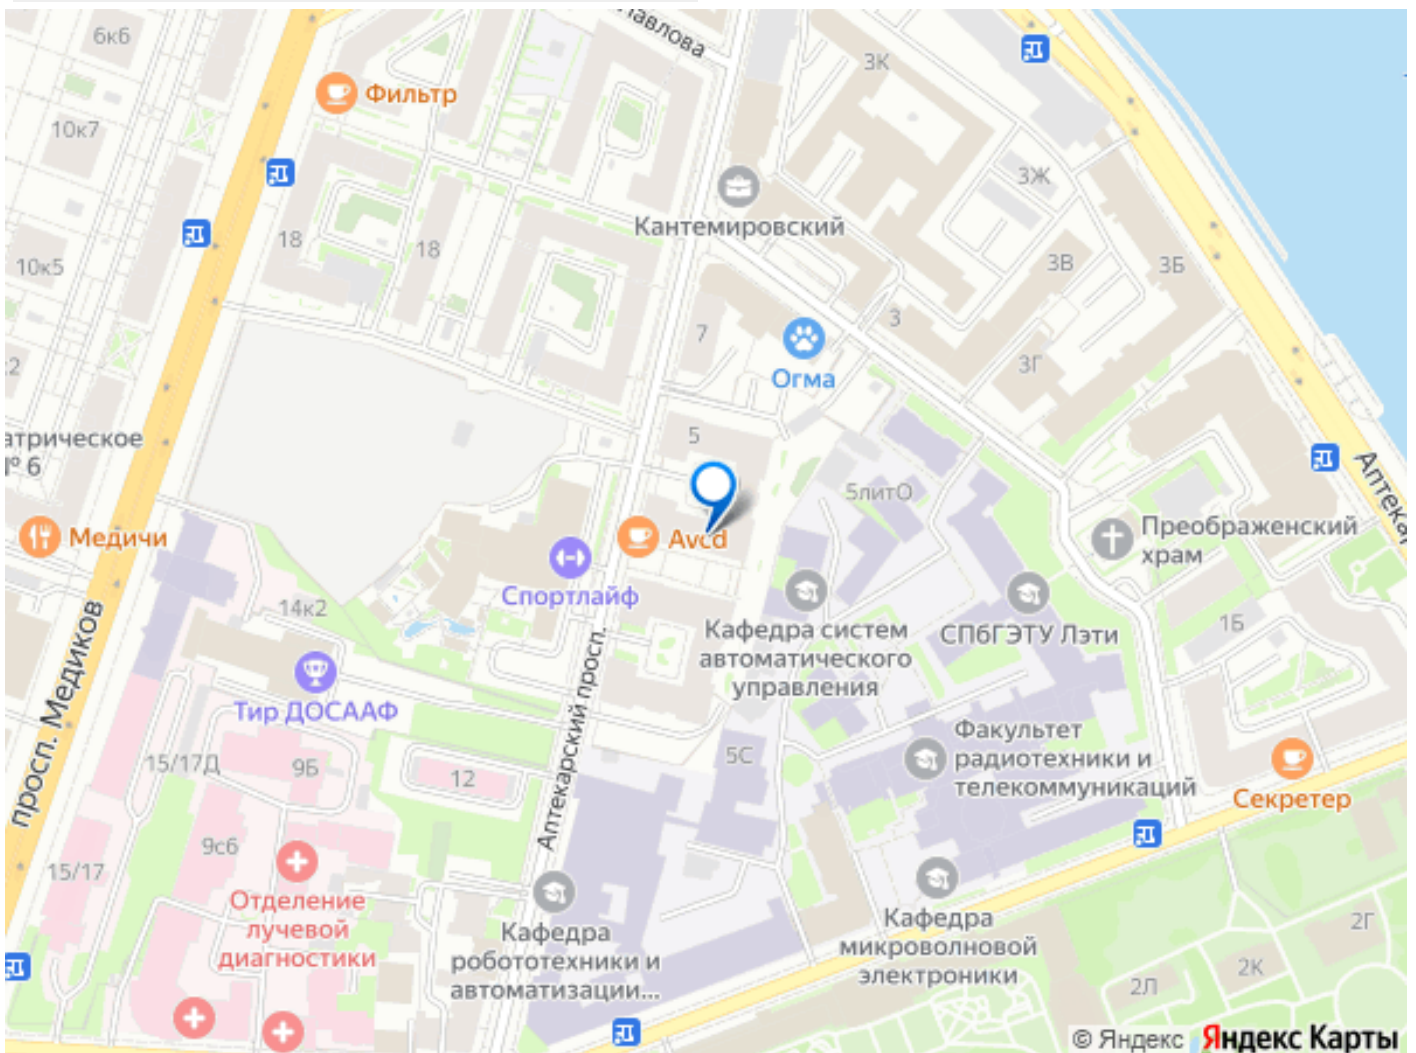 Павлова
6к6
3К
Фильтр
10к7
3Ж
Кантемировский
18
18
3В
3Б
10к5
3
7
3Г
Огма
2
атрическое
№ 6
5
Аптекар
5литО
Медичи
Avcd
Преображенский
храм
Спортлайф
14к2
СПбГЭТУ Лэти
1Б
Кафедра систем
автоматического
управления
просп. Медиков
Тир ДОСААФ
Аптекарский просп.
Факультет
радиотехники и
телекоммуникаций
5С
15/17Д
9Б
12
Секретер
9с6
15/17
Отделение
лучевой
диагностики
Кафедра
робототехники и
автоматизации...
Кафедра
микроволновой
электроники
2Г
2К
2Л
© Яндекс Яндекс Карты